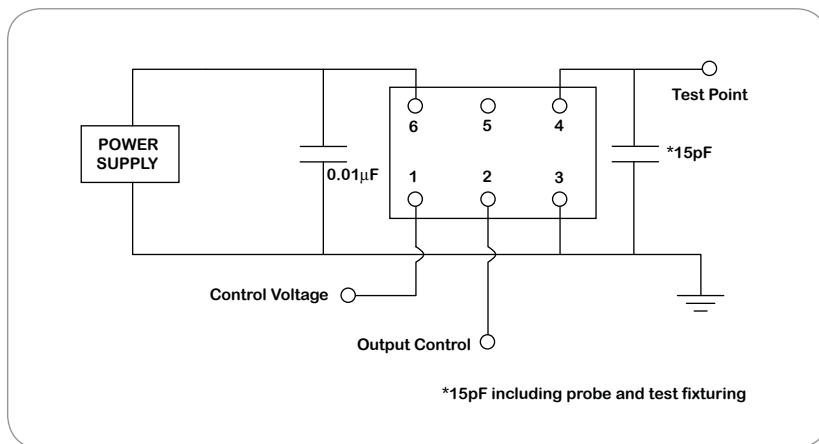 Test Point
6
5
4
POWER
SUPPLY
*15pF
0.01μF
1
2
3
Control Voltage
Output Control
*15pF including probe and test fixturing